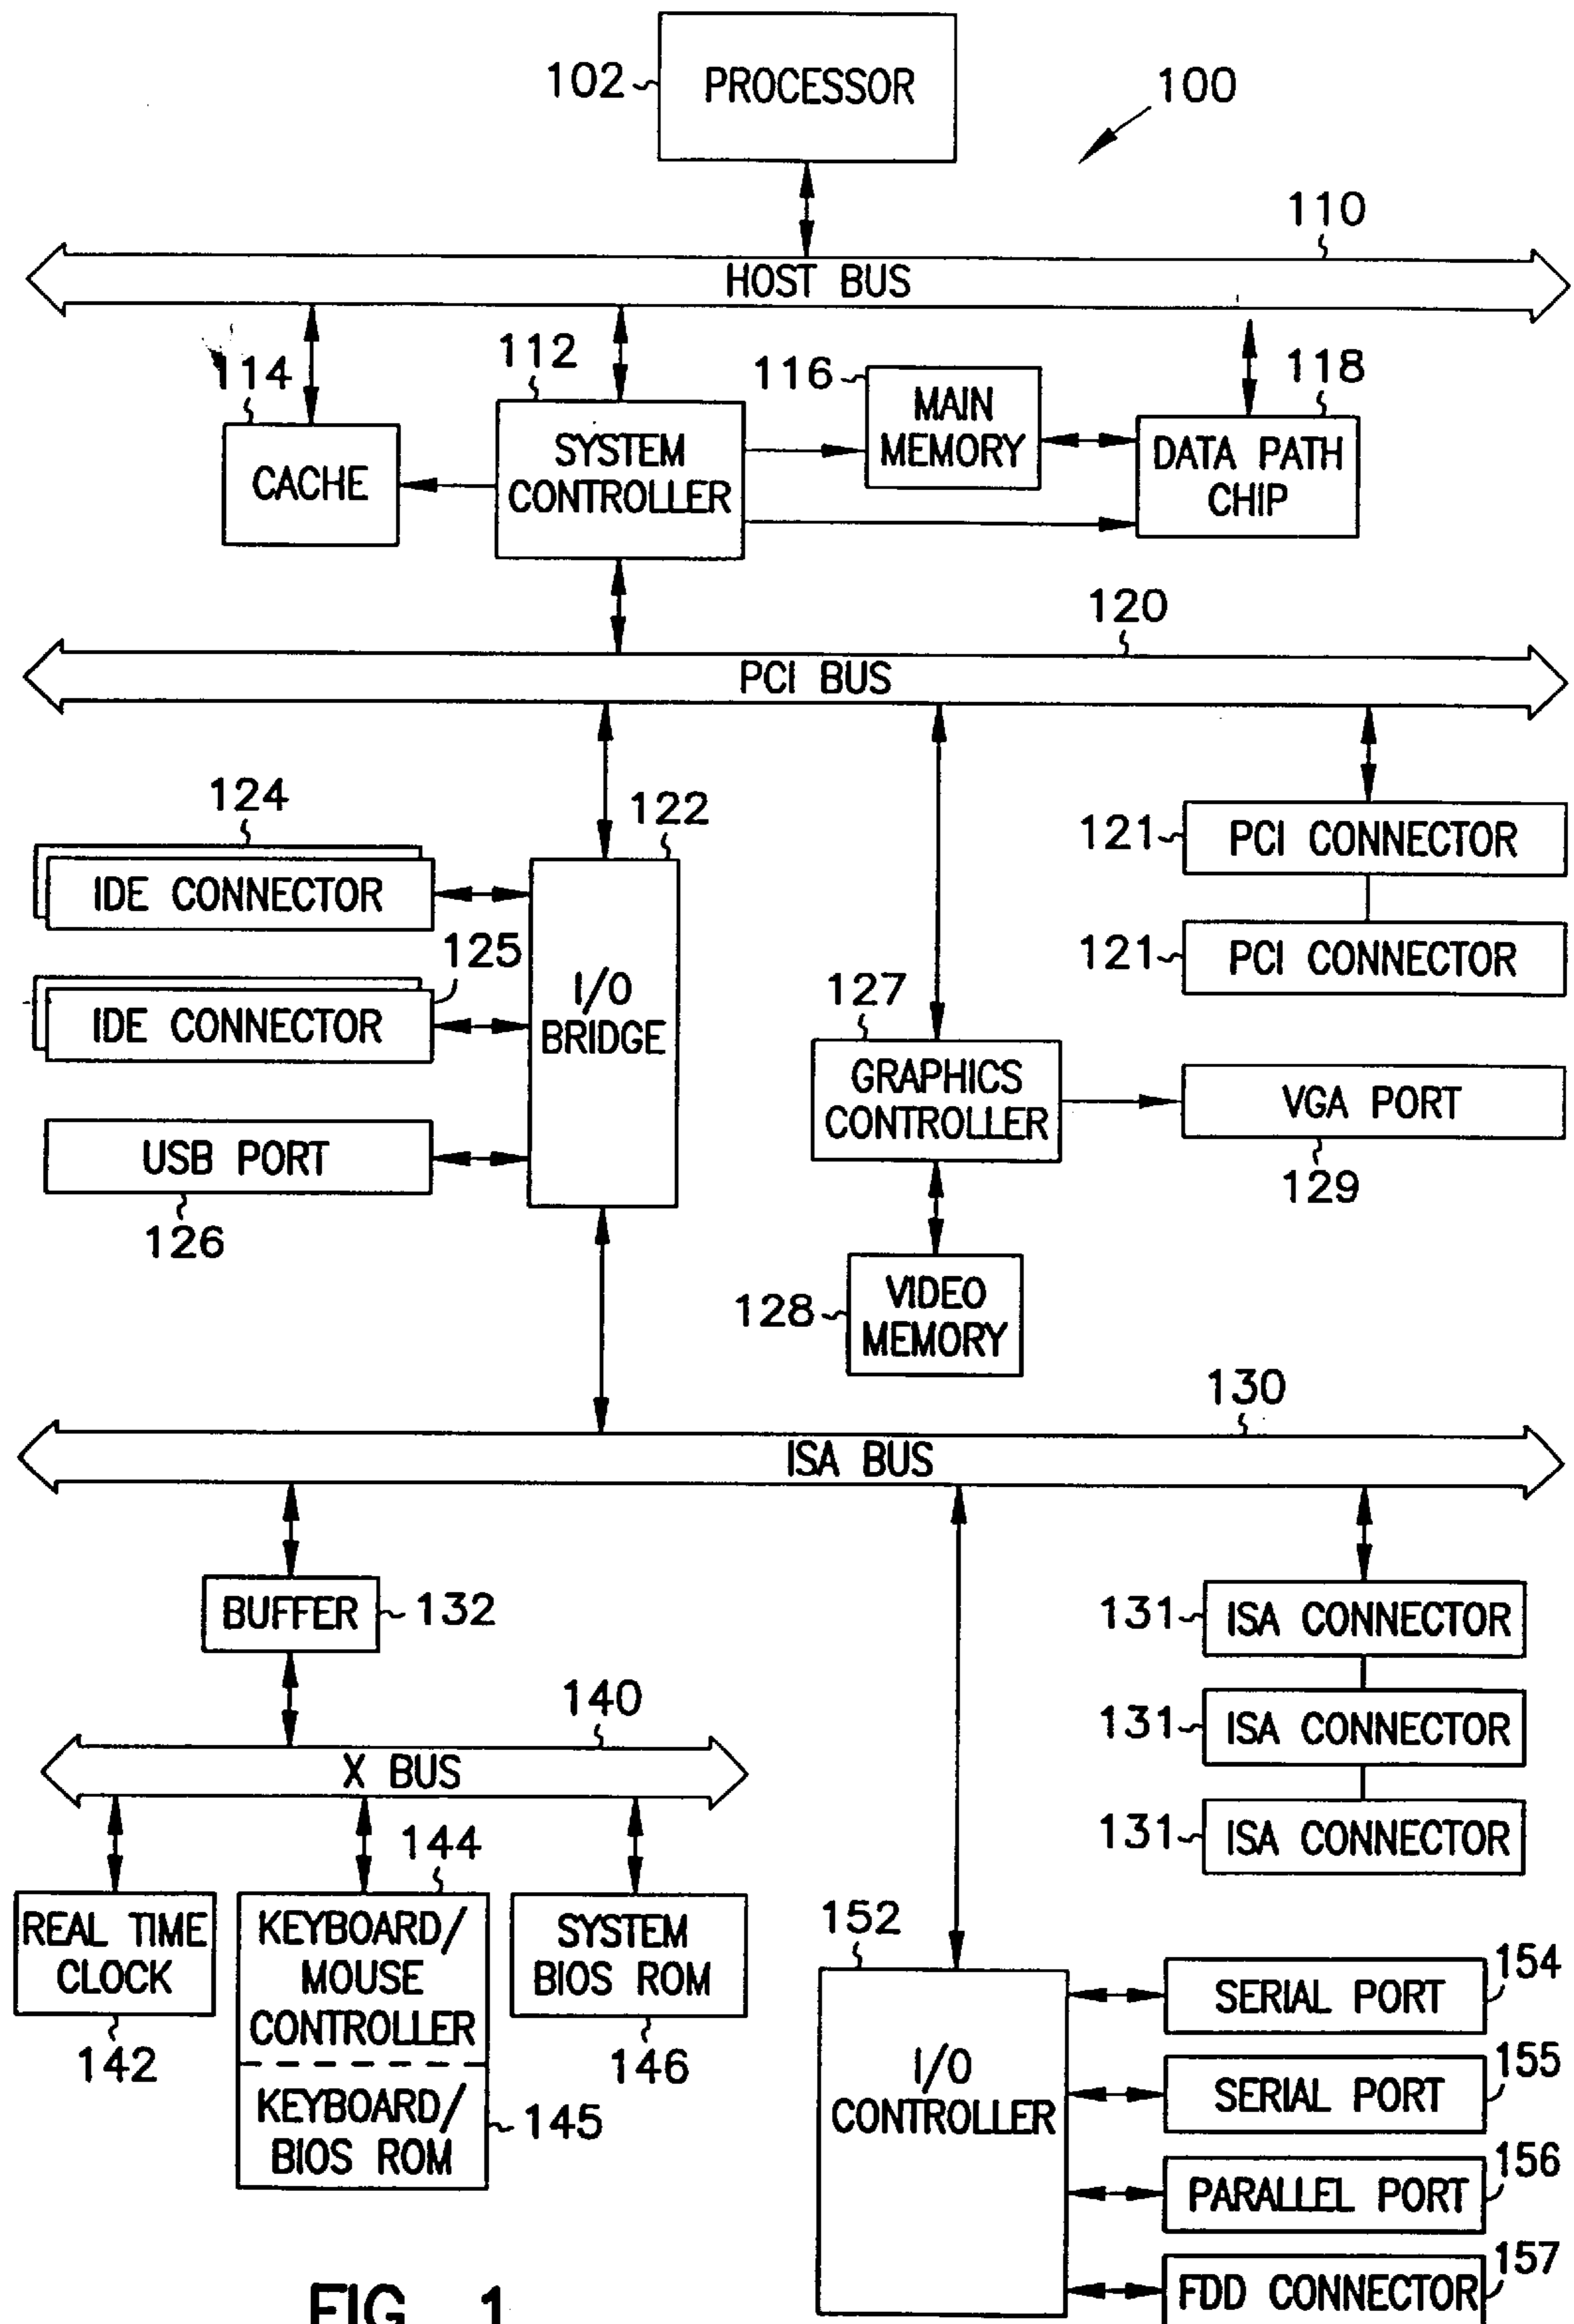 102
PROCESSOR
100
110
HOST BUS
114
112
116
118
CACHE
SYSTEM
CONTROLLER
MAIN
MEMORY
DATA PATH
CHIP
120
PCI BUS
124
122
121
PCI CONNECTOR
IDE CONNECTOR
125
121
PCI CONNECTOR
IDE CONNECTOR
I/O
BRIDGE
127
GRAPHICS
CONTROLLER
VGA PORT
129
USB PORT
126
128
VIDEO
MEMORY
130
ISA BUS
BUFFER
132
131
ISA CONNECTOR
131
ISA CONNECTOR
131
ISA CONNECTOR
140
X BUS
144
REAL TIME
CLOCK
142
KEYBOARD/
MOUSE
CONTROLLER
KEYBOARD/
BIOS ROM
145
SYSTEM
BIOS ROM
146
152
I/O
CONTROLLER
SERIAL PORT
154
SERIAL PORT
155
PARALLEL PORT
156
FDD CONNECTOR
157
FIG. 1